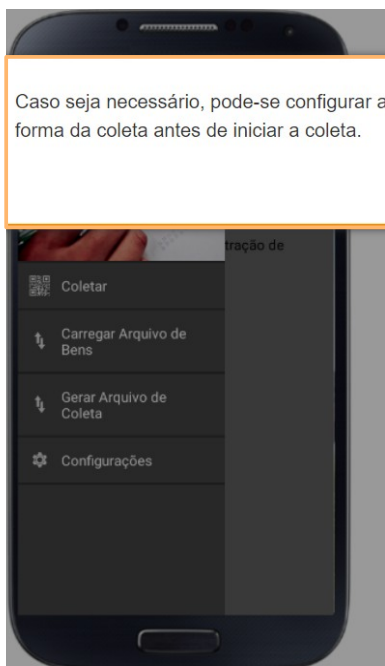 Caso seja necessário, pode-se configurar a
forma da coleta antes de iniciar a coleta.
tração de
Coletar
Carregar Arquivo de
Bens
Gerar Arquivo de
Coleta
Configurações